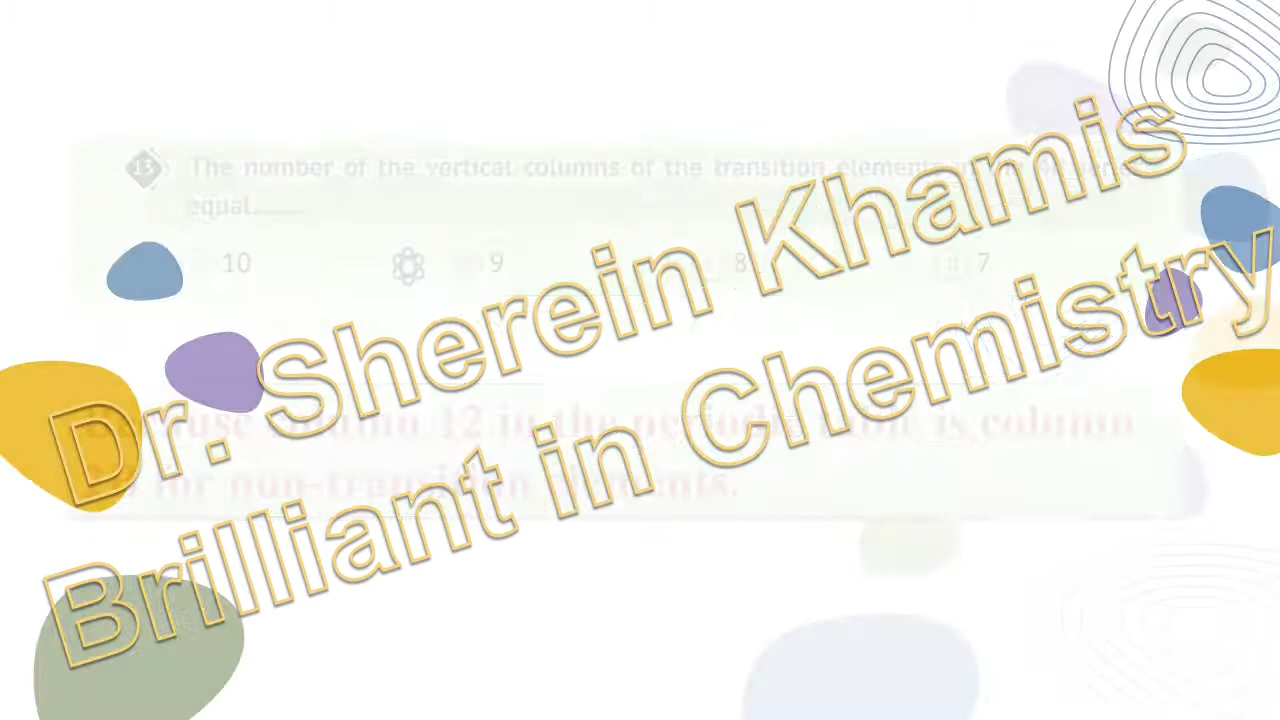 13 The number of the vertical columns of the transition elements
equal
10 9 8 7
Dr. Sherein Khamis
Brilliant in Chemistry
column 12 in the periodic table is column
for non-transition elements.